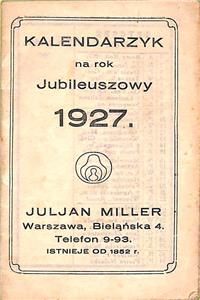 KALENDARZYK
na rok
Jubileuszowy
1927.
JULJAN MILLER
Warszawa, Bielańska 4.
Telefon 9-93.
ISTNIEJE OD 1852 r.